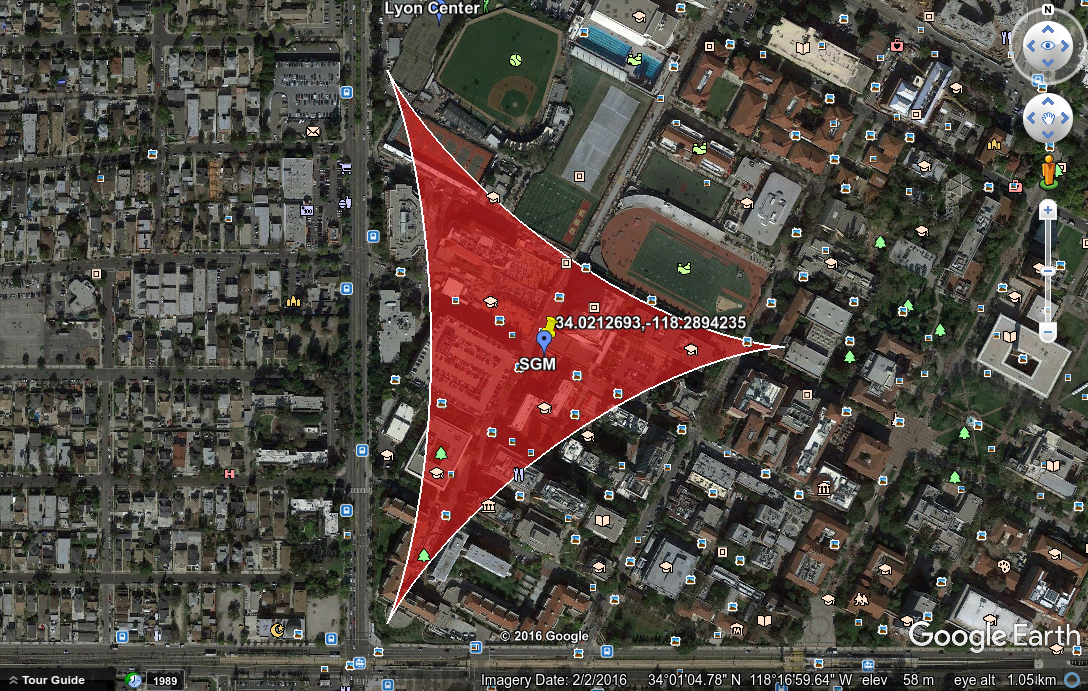 Lyon Center
N
34.0212693,-118.2894235
SGM
© 2016 Google
Google Earth
Tour Guide
1989
Imagery Date: 2/2/2016 34°01'04.78" N 118°16'59.64" W elev 58 m eye alt 1.05 km